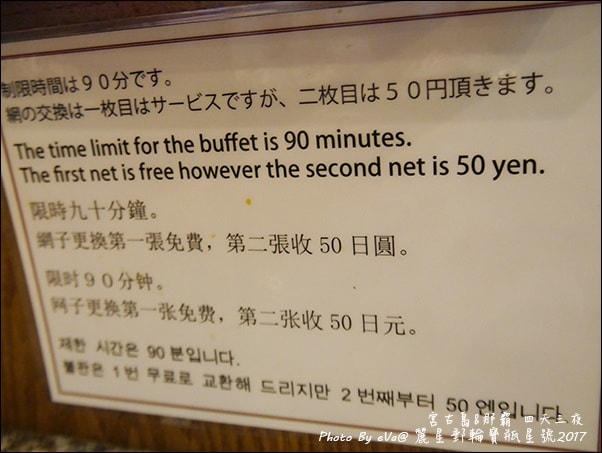 制限時間は９０分です。
網の交換は一枚目はサービスですが、二枚目は５０円頂きます。
The time limit for the buffet is 90 minutes.
The first net is free however the second net is 50 yen.
限時九十分鐘。
網子更換第一張免費，第二張收 50 日圓。
限时９０分钟。
网子更换第一张免费，第二张收 50 日元。
제한 시간은 90 분입니다.
불판은 1 번 무료로 교환해 드리지만 2 번째부터 50 엔입니다.
宮古島&那霸 四天三夜
Photo By eVa@ 麗星郵輪寶瓶星號2017